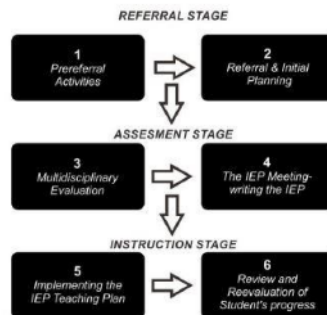 REFERRAL STAGE
1
Prereferral
Activities
2
Referral & Initial
Planning
ASSESMENT STAGE
3
Multidisciplinary
Evaluation
4
The IEP Meeting-
writing the IEP
INSTRUCTION STAGE
5
Implementing the
IEP Teaching Plan
6
Review and
Reevaluation of
Student's progress